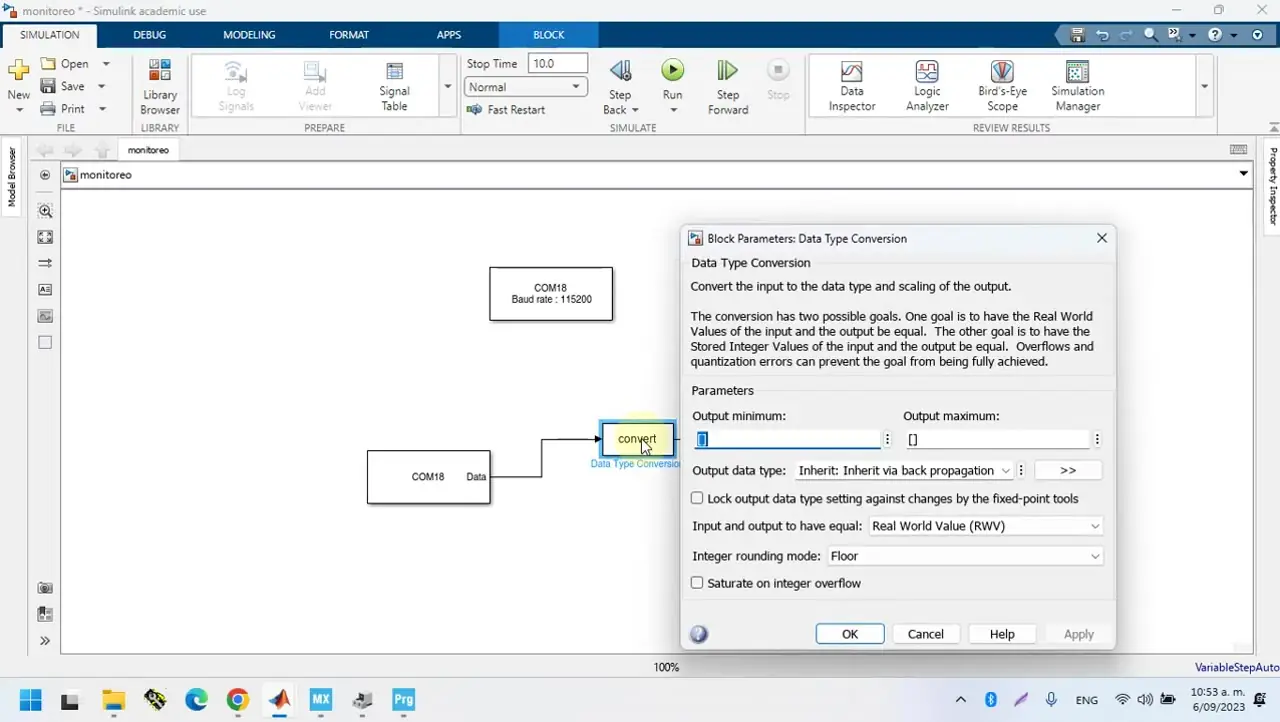 monitoreo * - Simulink academic use
SIMULATION DEBUG MODELING FORMAT APPS BLOCK
New
Open
Save
Print
FILE
Library Browser
LIBRARY
Log Signals
Add Viewer
Signal Table
PREPARE
Stop Time 10.0
Normal
Fast Restart
Step Back
Run
Step Forward
Stop
SIMULATE
Data Inspector
Logic Analyzer
Bird's-Eye Scope
Simulation Manager
REVIEW RESULTS
Model Browser
monitoreo
monitoreo
Property Inspector
COM18
Baud rate : 115200
COM18 Data
convert
Data Type Conversion
Block Parameters: Data Type Conversion
Data Type Conversion
Convert the input to the data type and scaling of the output.
The conversion has two possible goals. One goal is to have the Real World
Values of the input and the output be equal. The other goal is to have the
Stored Integer Values of the input and the output be equal. Overflows and
quantization errors can prevent the goal from being fully achieved.
Parameters
Output minimum: Output maximum:
[] []
Output data type: Inherit: Inherit via back propagation >>
Lock output data type setting against changes by the fixed-point tools
Input and output to have equal: Real World Value (RWV)
Integer rounding mode: Floor
Saturate on integer overflow
OK Cancel Help Apply
100%
VariableStepAuto
MX
Prg
ENG
10:53 a. m.
6/09/2023